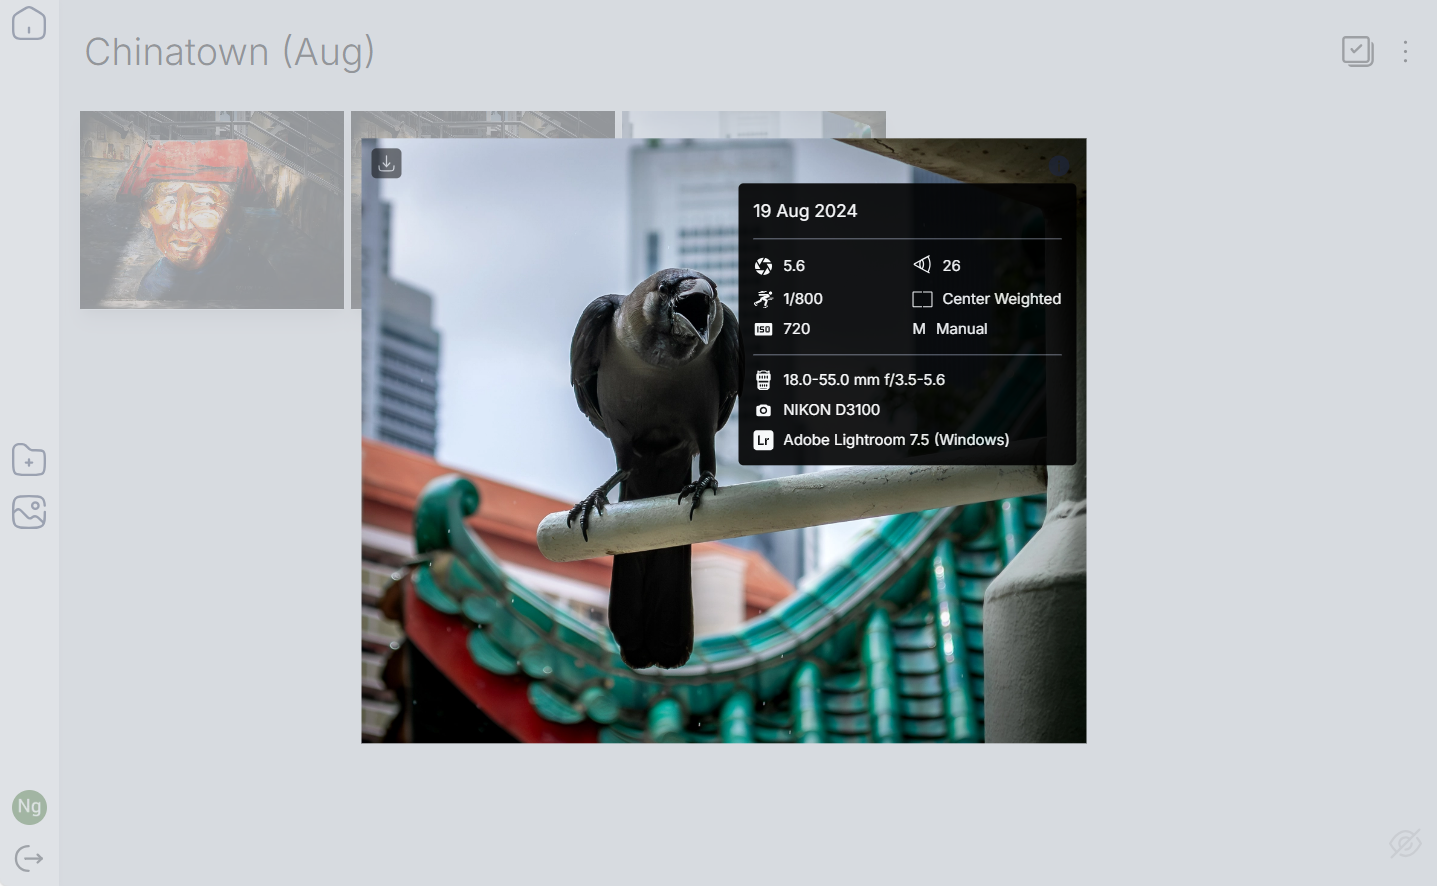 Chinatown (Aug)
19 Aug 2024
5.6
26
1/800
Center Weighted
ISO 720
M Manual
18.0-55.0 mm f/3.5-5.6
NIKON D3100
Lr Adobe Lightroom 7.5 (Windows)
Ng